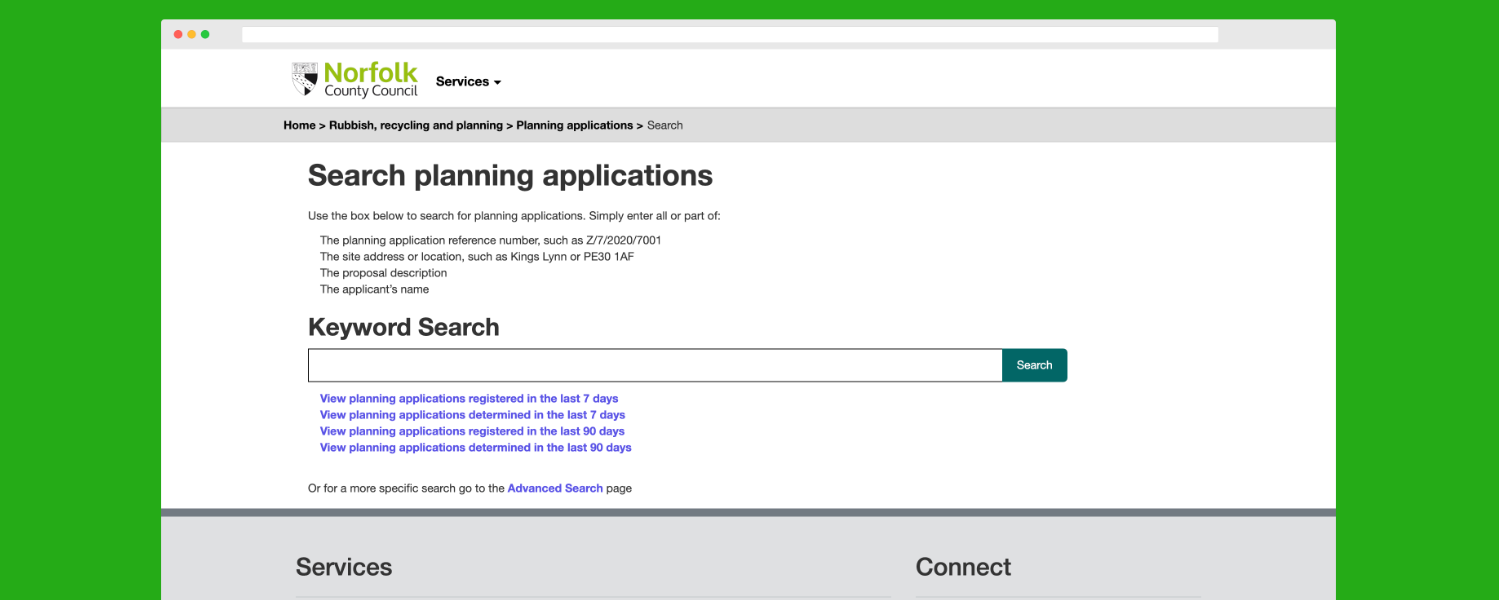 Norfolk
County Council
Services
Home > Rubbish, recycling and planning > Planning applications > Search
Search planning applications
Use the box below to search for planning applications. Simply enter all or part of:
The planning application reference number, such as Z/7/2020/7001
The site address or location, such as Kings Lynn or PE30 1AF
The proposal description
The applicant's name
Keyword Search
Search
View planning applications registered in the last 7 days
View planning applications determined in the last 7 days
View planning applications registered in the last 90 days
View planning applications determined in the last 90 days
Or for a more specific search go to the Advanced Search page
Services
Connect